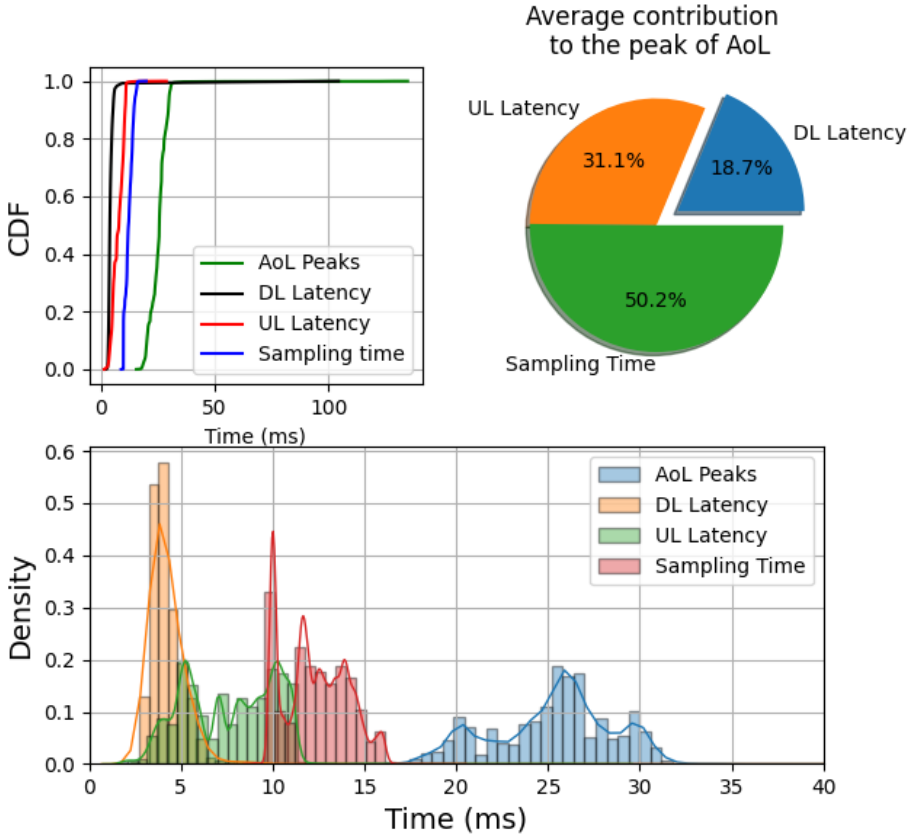 Average contribution
to the peak of AoL
1.0
0.8
0.6
0.4
0.2
0.0
CDF
AoL Peaks
DL Latency
UL Latency
Sampling time
0
50
100
Time (ms)
UL Latency
DL Latency
31.1%
18.7%
50.2%
Sampling Time
0.6
0.5
0.4
0.3
0.2
0.1
0.0
Density
AoL Peaks
DL Latency
UL Latency
Sampling Time
0
5
10
15
20
25
30
35
40
Time (ms)